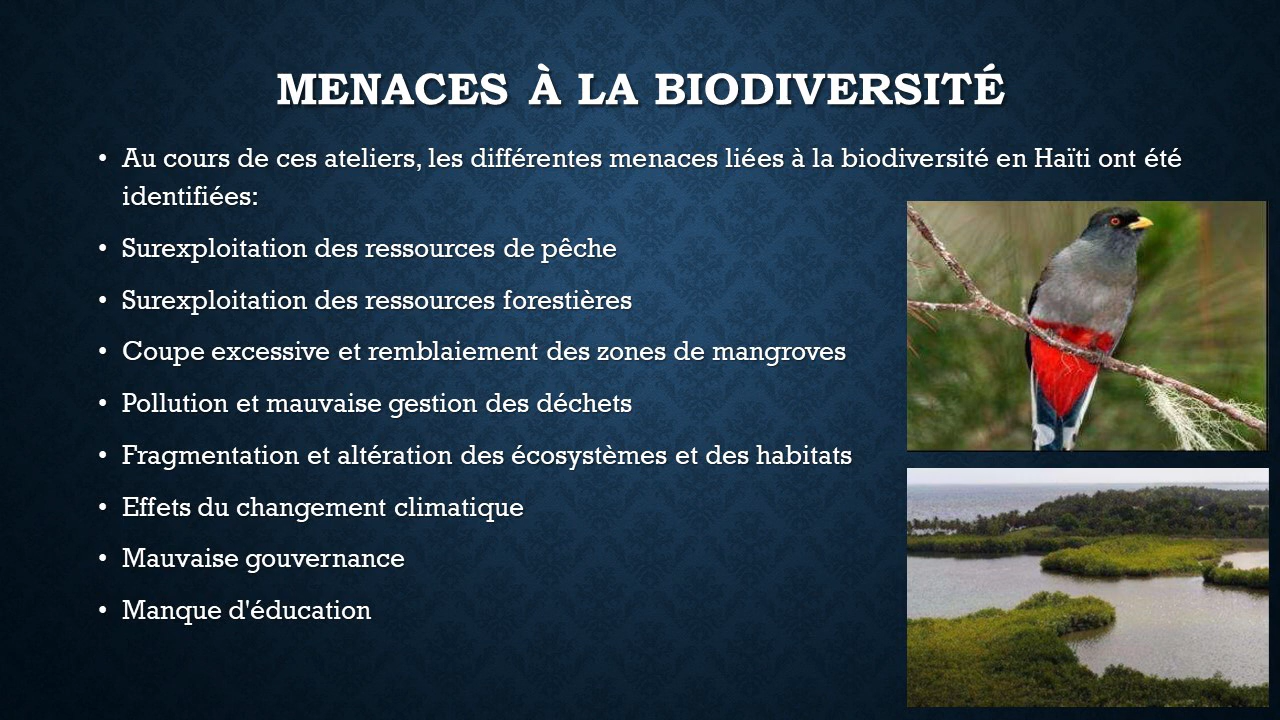 MENACES À LA BIODIVERSITÉ
• Au cours de ces ateliers, les différentes menaces liées à la biodiversité en Haïti ont été
identifiées:
• Surexploitation des ressources de pêche
• Surexploitation des ressources forestières
• Coupe excessive et remblaiement des zones de mangroves
• Pollution et mauvaise gestion des déchets
• Fragmentation et altération des écosystèmes et des habitats
• Effets du changement climatique
• Mauvaise gouvernance
• Manque d'éducation